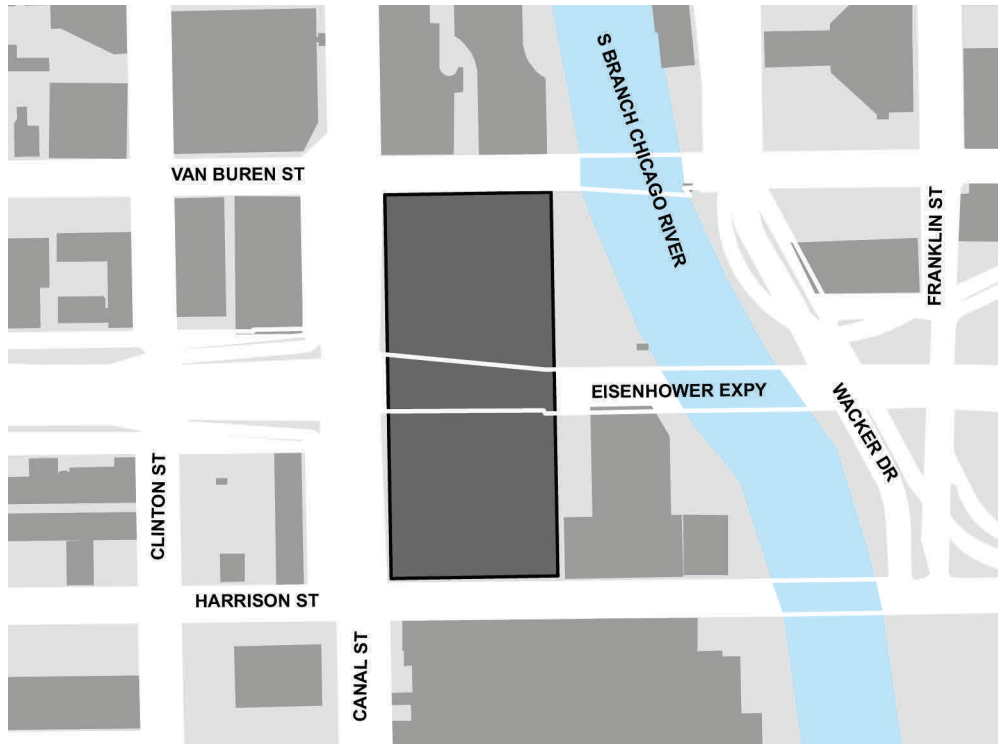 S BRANCH CHICAGO RIVER
VAN BUREN ST
FRANKLIN ST
EISENHOWER EXPY
WACKER DR
CLINTON ST
HARRISON ST
CANAL ST